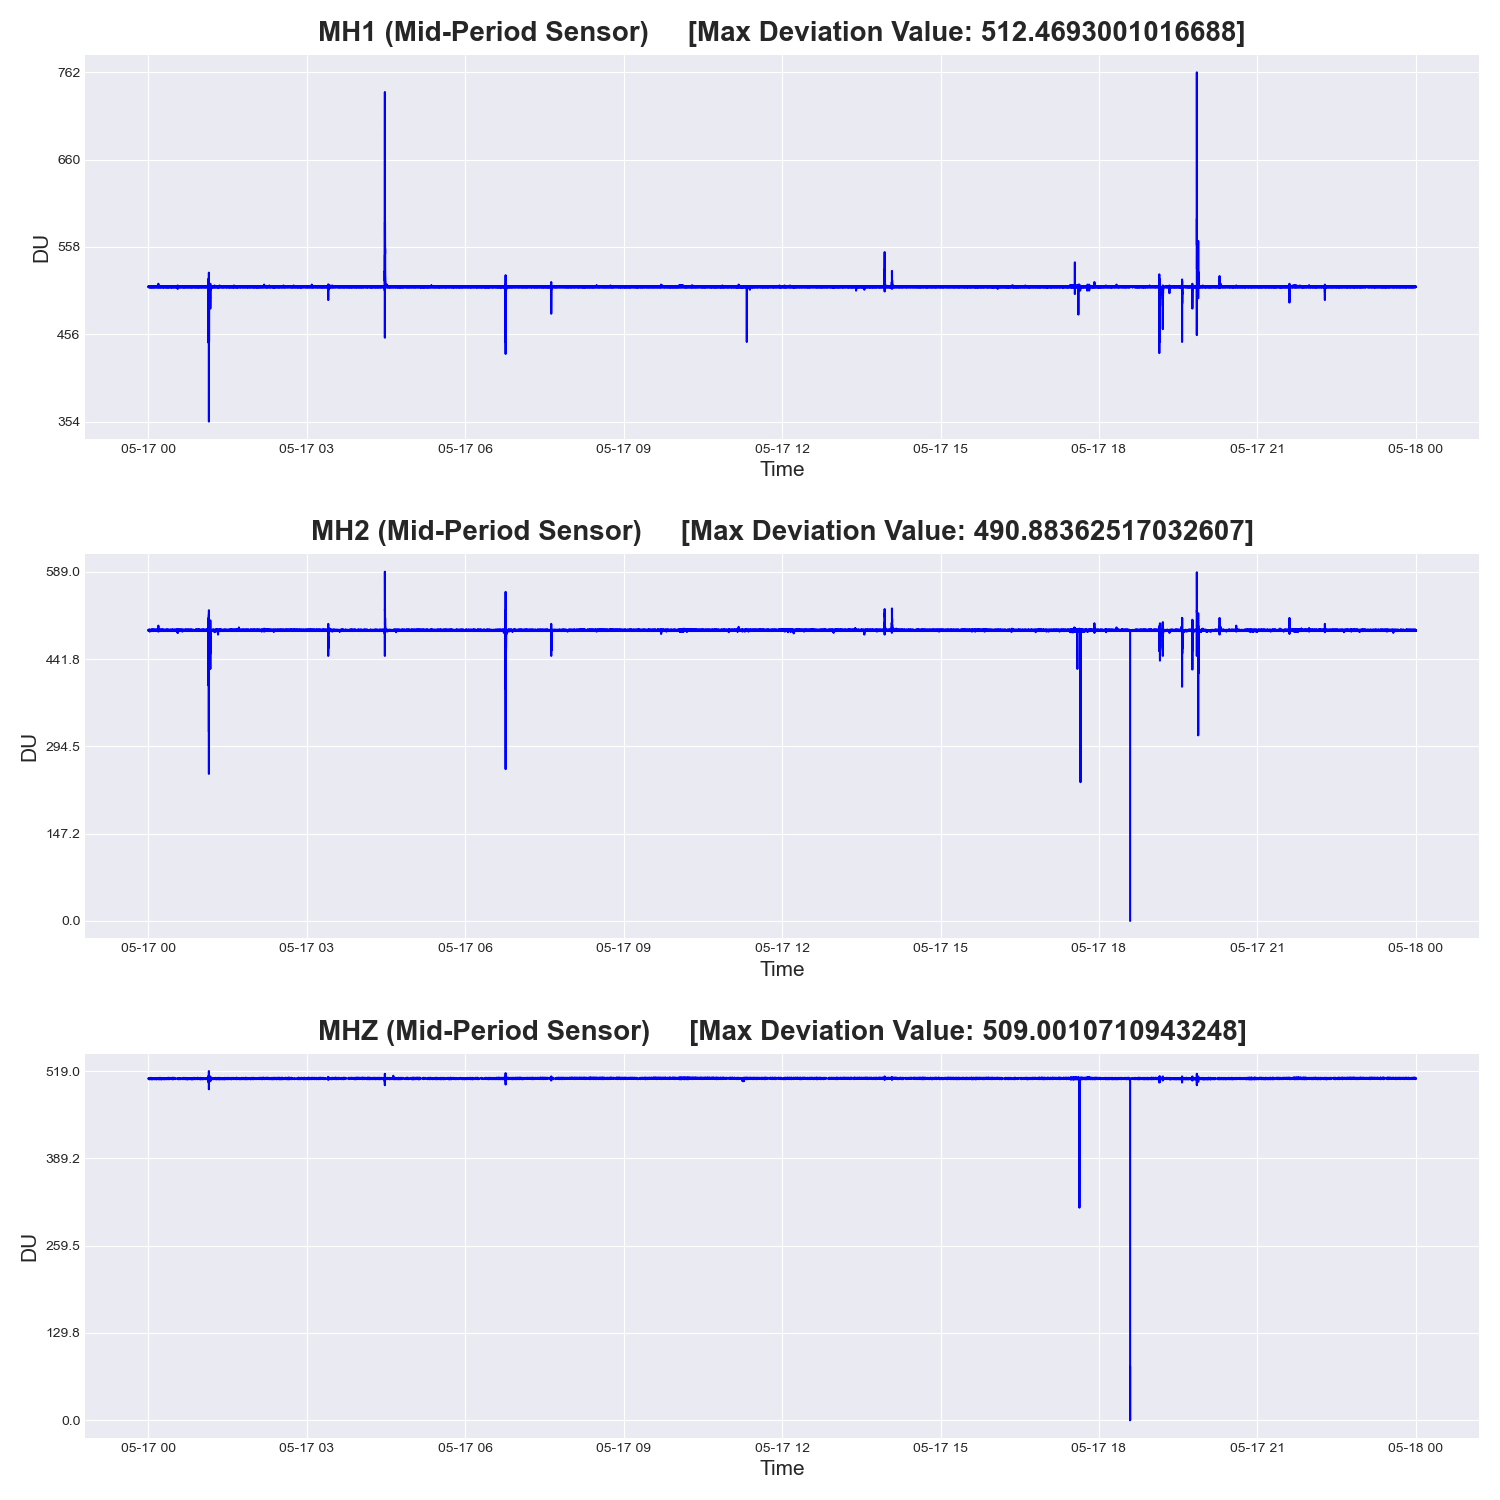 MH1 (Mid-Period Sensor) [Max Deviation Value: 512.4693001016688]
762
660
558
456
354
DU
05-17 00 05-17 03 05-17 06 05-17 09 05-17 12 05-17 15 05-17 18 05-17 21 05-18 00
Time
MH2 (Mid-Period Sensor) [Max Deviation Value: 490.88362517032607]
589.0
441.8
294.5
147.2
0.0
DU
05-17 00 05-17 03 05-17 06 05-17 09 05-17 12 05-17 15 05-17 18 05-17 21 05-18 00
Time
MHZ (Mid-Period Sensor) [Max Deviation Value: 509.0010710943248]
519.0
389.2
259.5
129.8
0.0
DU
05-17 00 05-17 03 05-17 06 05-17 09 05-17 12 05-17 15 05-17 18 05-17 21 05-18 00
Time